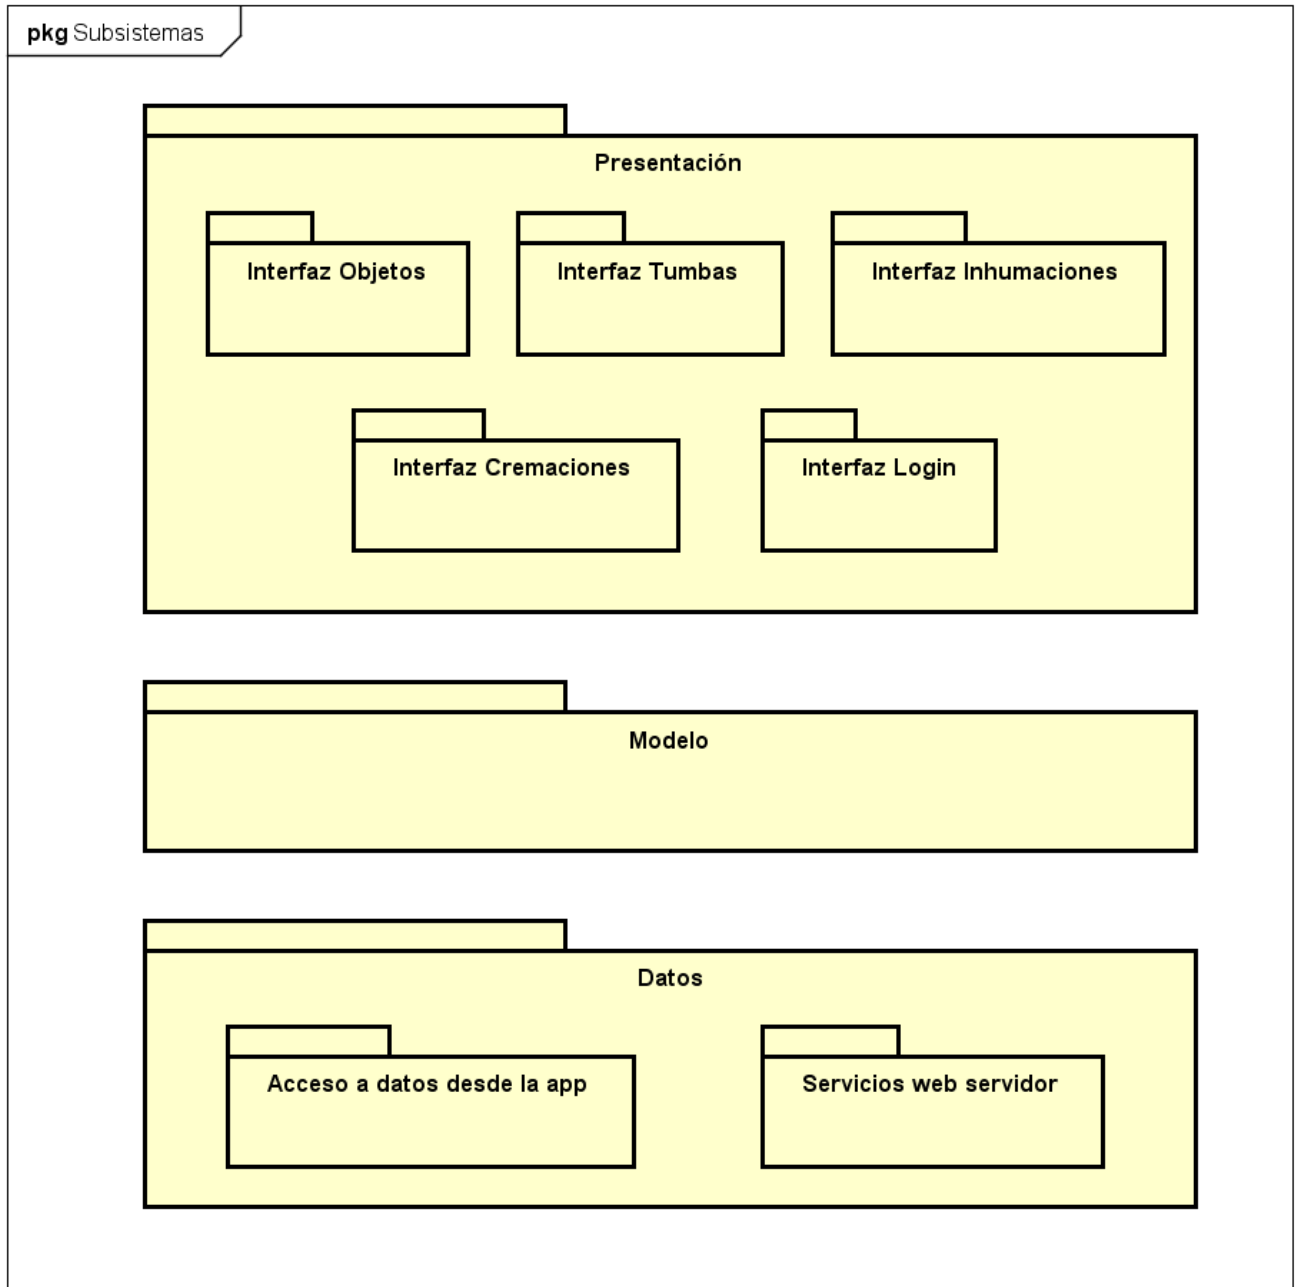 pkg Subsistemas
Presentación
Interfaz Objetos
Interfaz Tumbas
Interfaz Inhumaciones
Interfaz Cremaciones
Interfaz Login
Modelo
Datos
Acceso a datos desde la app
Servicios web servidor